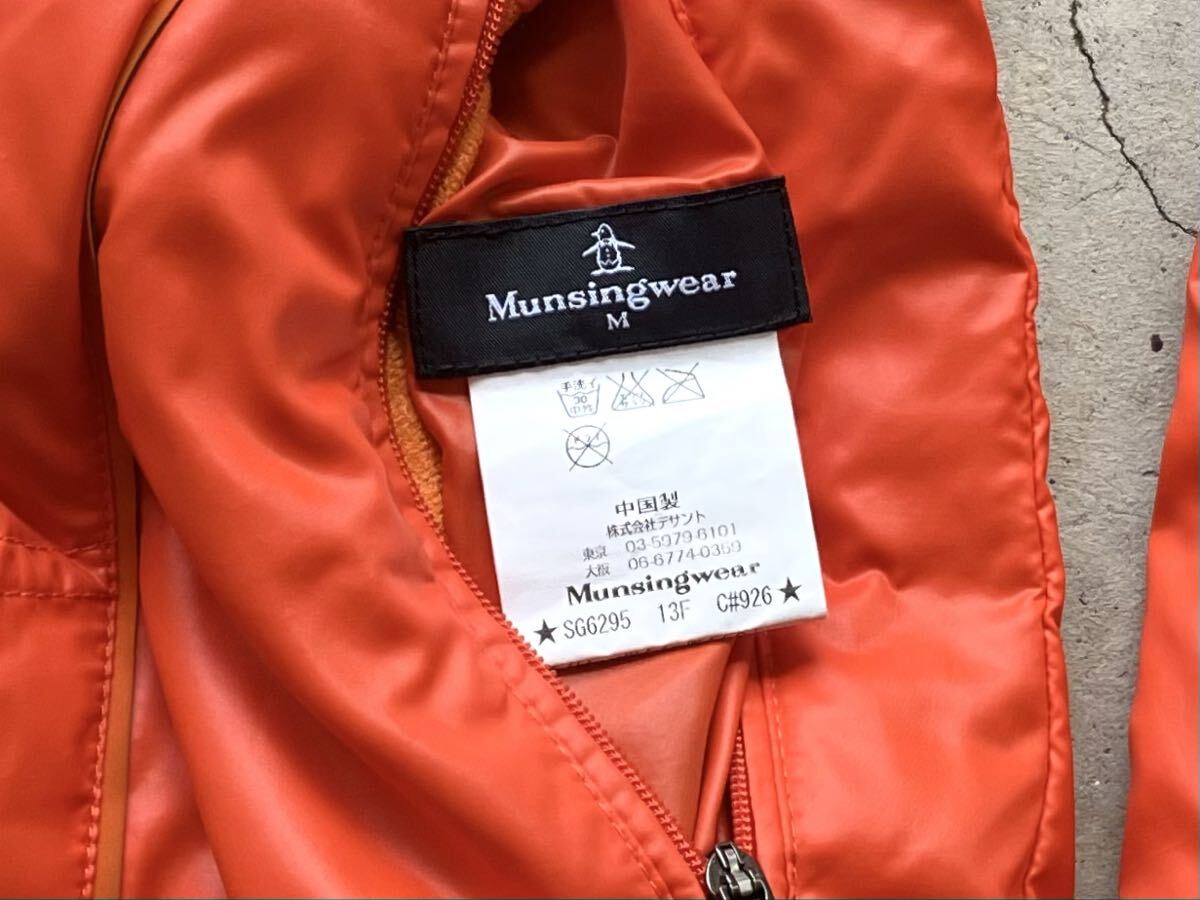 Munsingwear
M
手洗イ
30
中性
中国製
株式会社デサント
東京 03-5979-6101
大阪 06-6774-0369
Munsingwear
★SG6295 13F C#926★